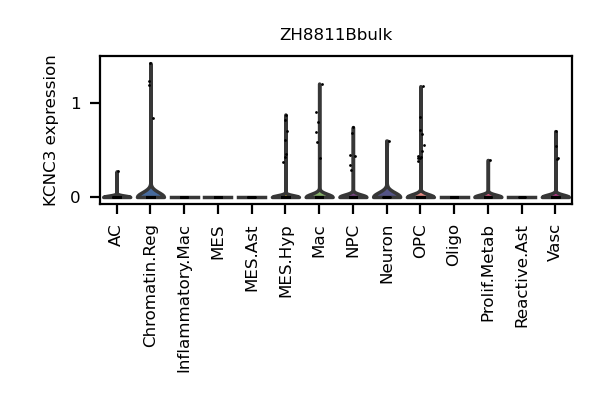 ZH8811Bbulk
KCNC3 expression
1
0
AC
Chromatin.Reg
Inflammatory.Mac
MES
MES.Ast
MES.Hyp
Mac
NPC
Neuron
OPC
Oligo
Prolif.Metab
Reactive.Ast
Vasc